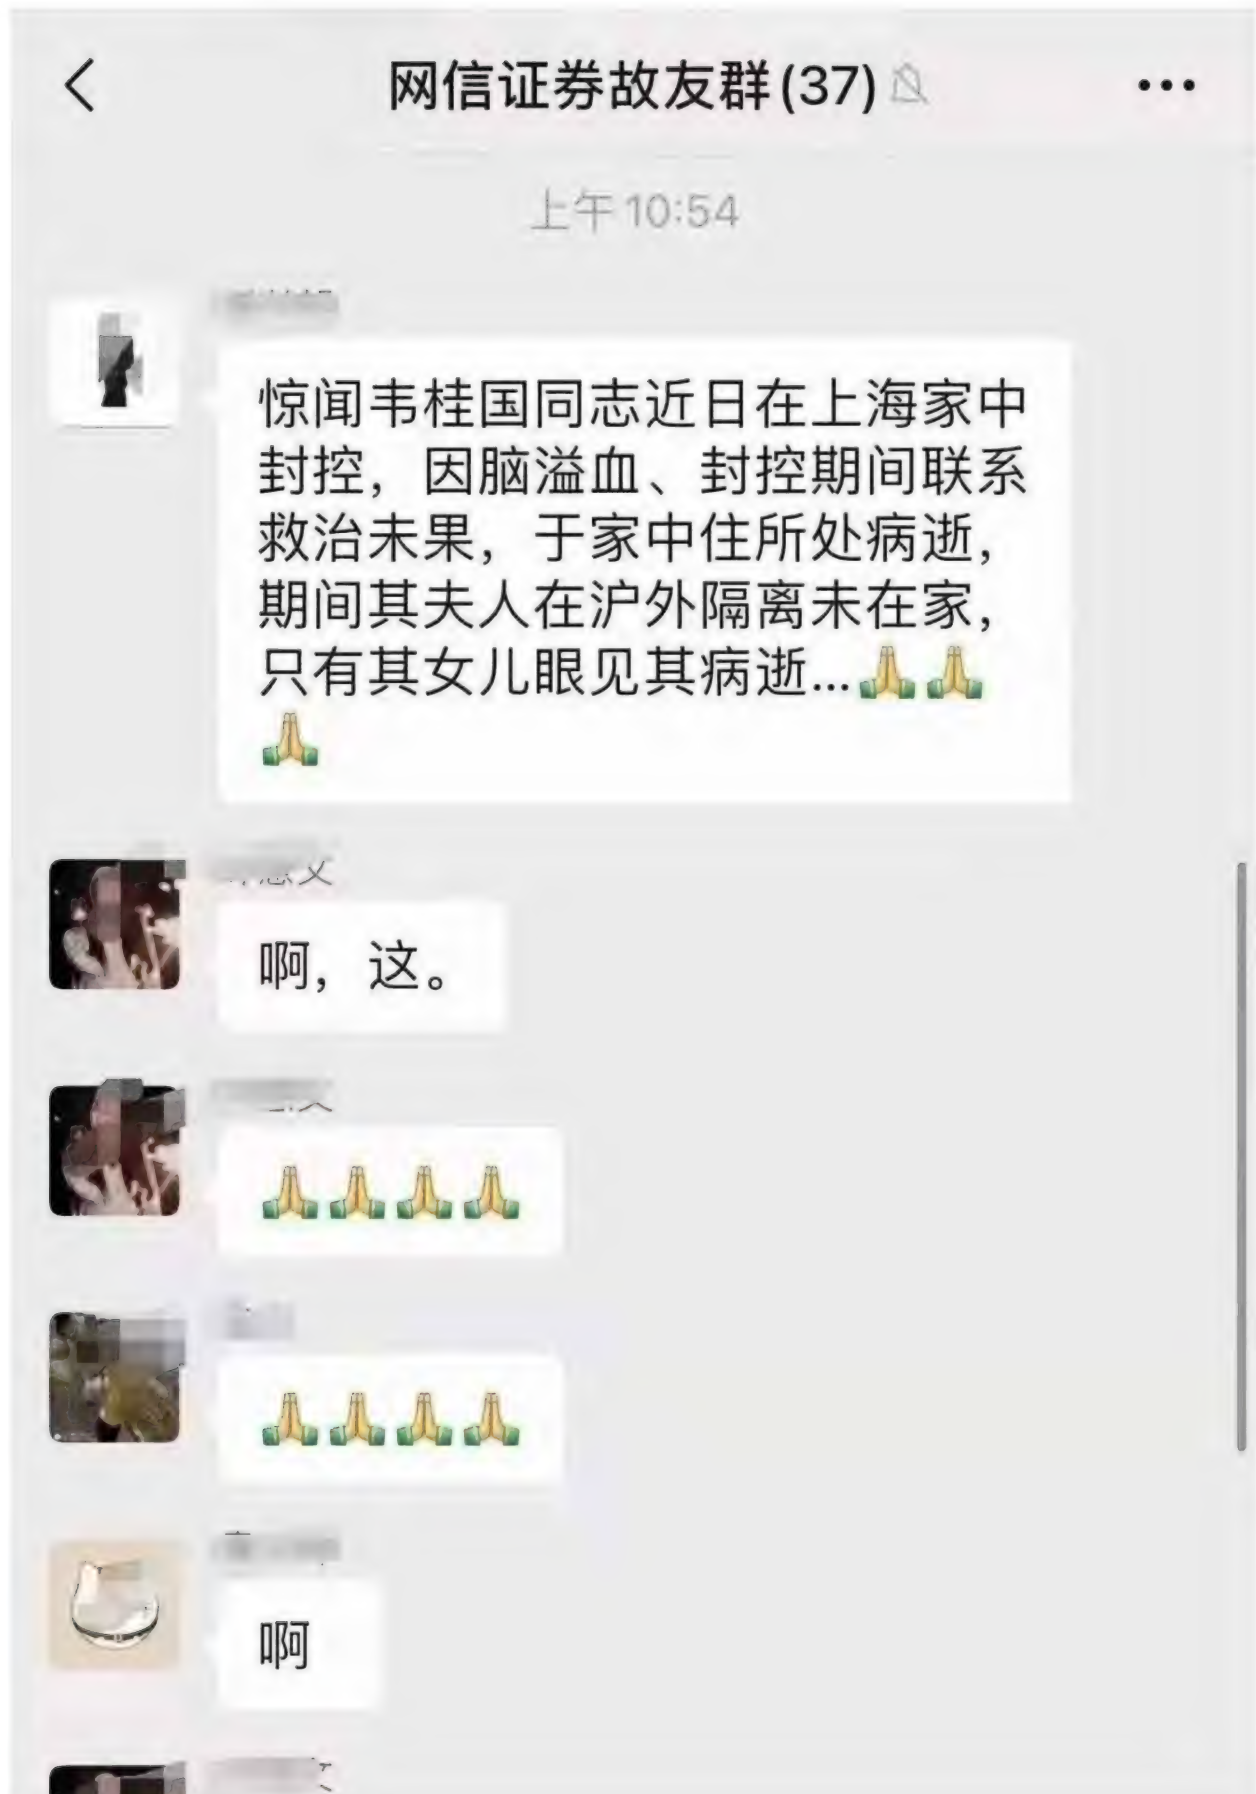 网信证券故友群(37)
上午 10:54
惊闻韦桂国同志近日在上海家中
封控，因脑溢血、封控期间联系
救治未果，于家中住所处病逝，
期间其夫人在沪外隔离未在家，
只有其女儿眼见其病逝...🙏🙏
🙏
啊，这。
🙏🙏🙏🙏
🙏🙏🙏🙏
啊